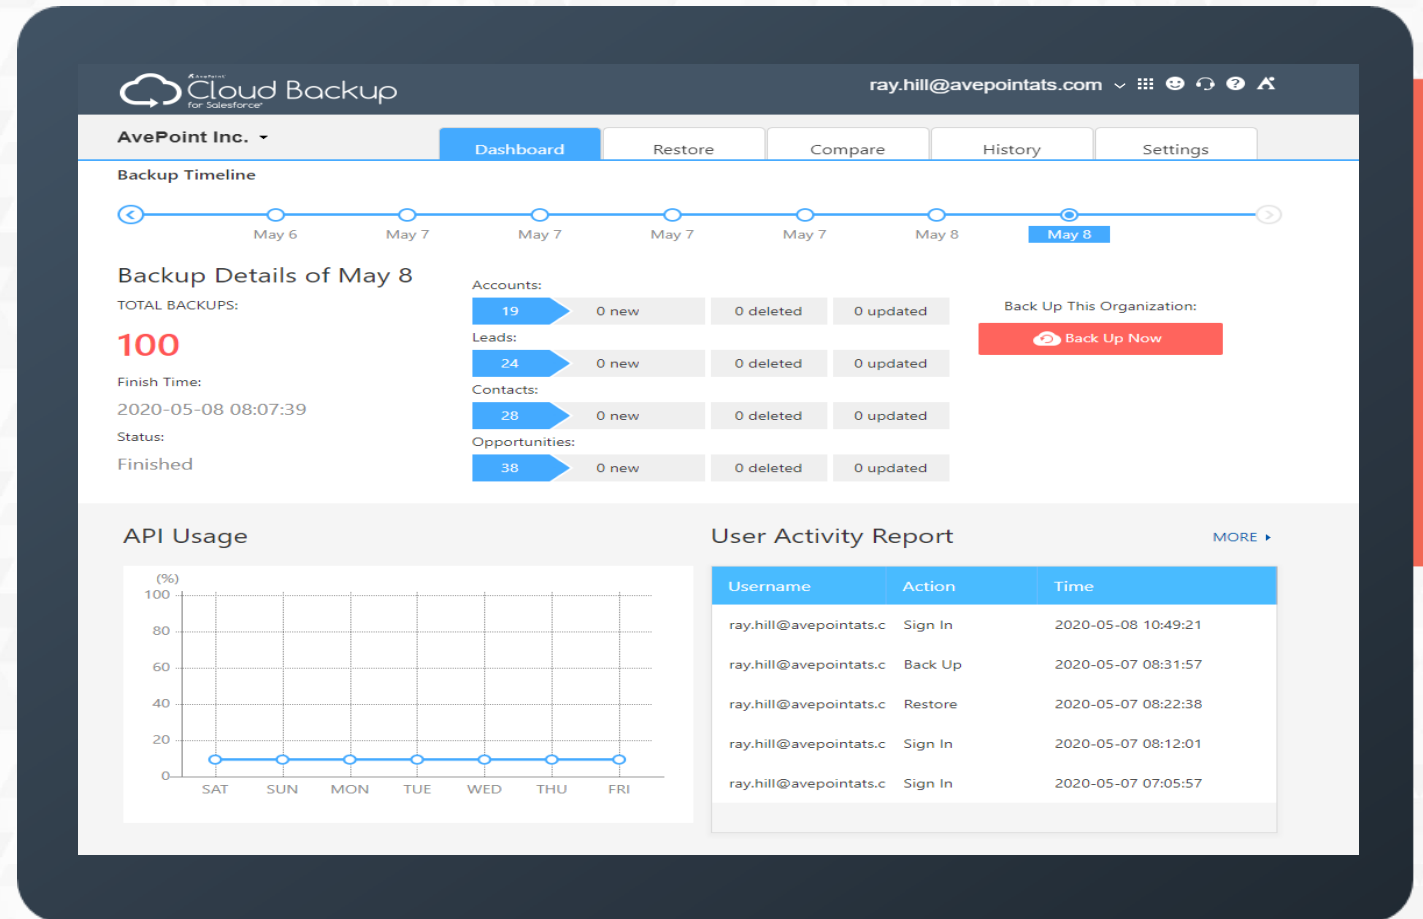 AvePoint
Cloud Backup
for Salesforce
ray.hill@avepointats.com
AvePoint Inc.
Dashboard Restore Compare History Settings
Backup Timeline
May 6 May 7 May 7 May 7 May 7 May 8 May 8
Backup Details of May 8
TOTAL BACKUPS:
100
Finish Time:
2020-05-08 08:07:39
Status:
Finished
Accounts:
19 0 new 0 deleted 0 updated
Leads:
24 0 new 0 deleted 0 updated
Contacts:
28 0 new 0 deleted 0 updated
Opportunities:
38 0 new 0 deleted 0 updated
Back Up This Organization:
Back Up Now
API Usage
(%)
100
80
60
40
20
0
SAT SUN MON TUE WED THU FRI
User Activity Report MORE
Username Action Time
ray.hill@avepointats.c Sign In 2020-05-08 10:49:21
ray.hill@avepointats.c Back Up 2020-05-07 08:31:57
ray.hill@avepointats.c Restore 2020-05-07 08:22:38
ray.hill@avepointats.c Sign In 2020-05-07 08:12:01
ray.hill@avepointats.c Sign In 2020-05-07 07:05:57